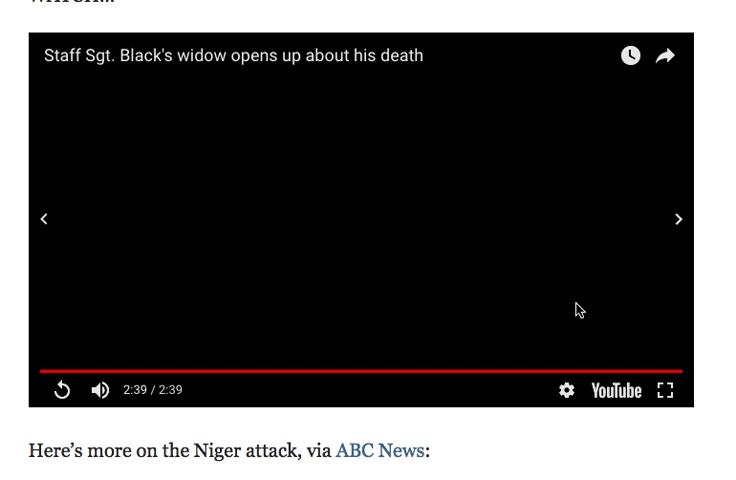 Staff Sgt. Black's widow opens up about his death
2:39 / 2:39
YouTube
Here’s more on the Niger attack, via ABC News: